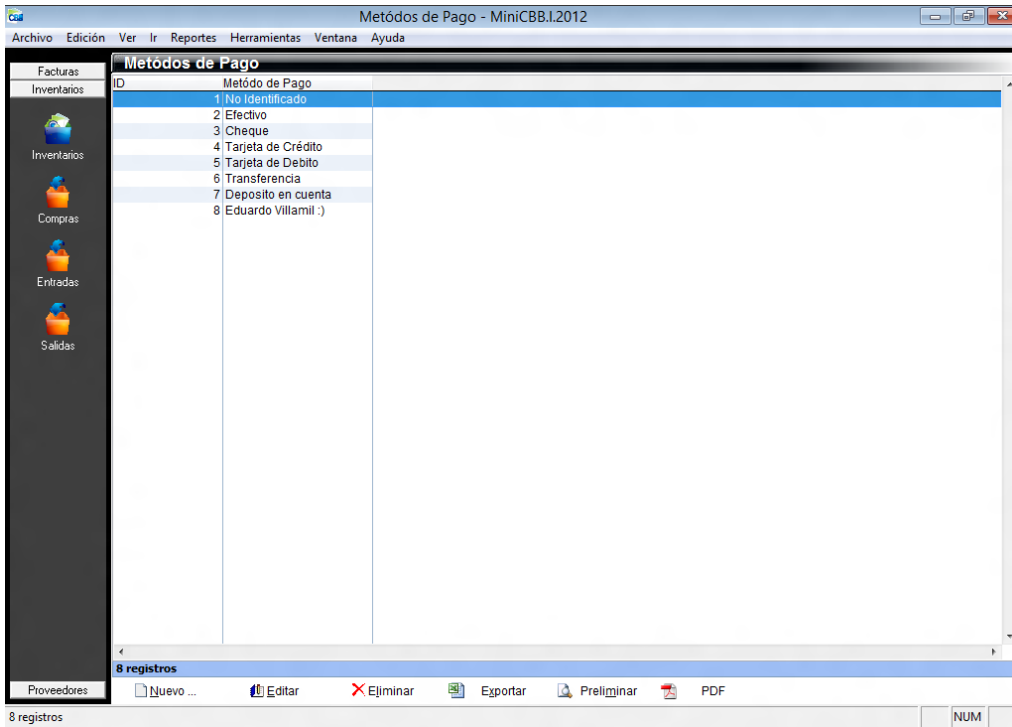 CBB Metódos de Pago - MiniCBB.I.2012
Archivo Edición Ver Ir Reportes Herramientas Ventana Ayuda
Facturas
Inventarios
Inventarios
Compras
Entradas
Salidas
Proveedores
Metódos de Pago
ID Metódo de Pago
1 No Identificado
2 Efectivo
3 Cheque
4 Tarjeta de Crédito
5 Tarjeta de Debito
6 Transferencia
7 Deposito en cuenta
8 Eduardo Villamil :)
8 registros
Nuevo ... Editar Eliminar Exportar Preliminar PDF
8 registros NUM